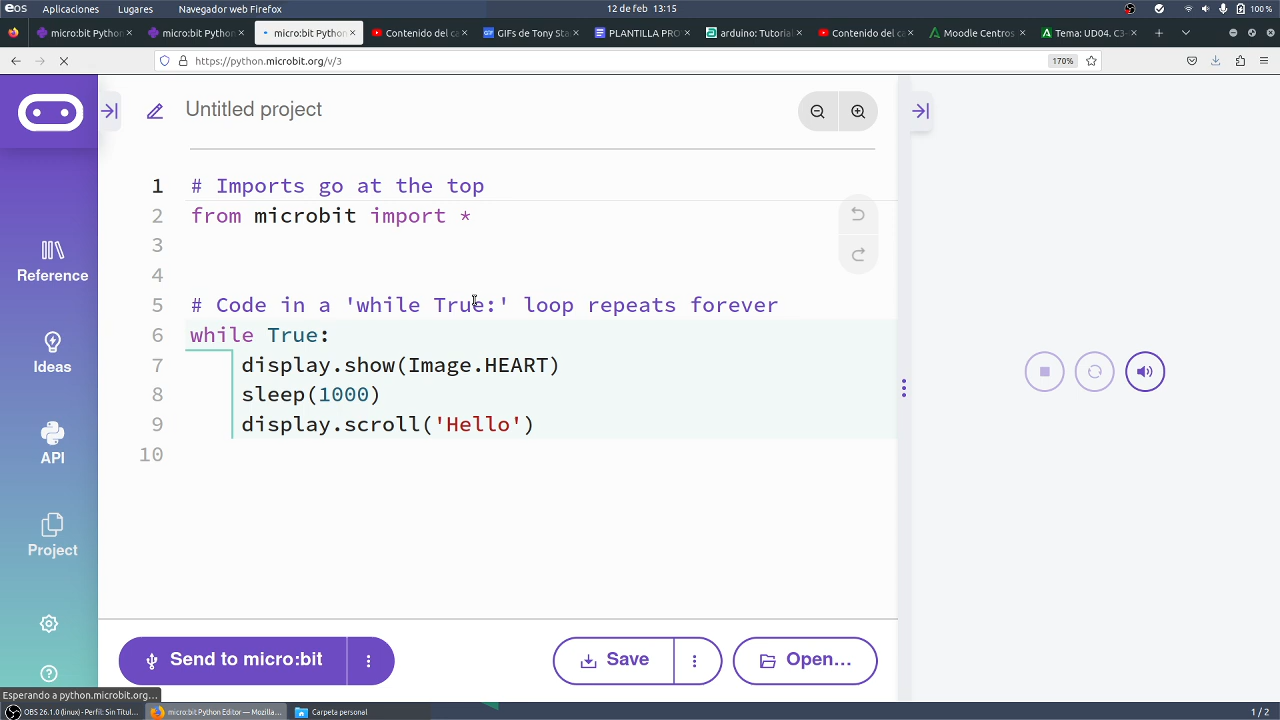 eos Aplicaciones Lugares Navegador web Firefox 12 de feb 13:15 100 %
micro:bit Python micro:bit Python micro:bit Python Contenido del ca GIFs de Tony Sta PLANTILLA PRO arduino: Tutorial Contenido del ca Moodle Centros Tema: UD04. C3-
https://python.microbit.org/v/3 170%
Untitled project
1 # Imports go at the top
2 from microbit import *
3
4
5 # Code in a 'while True:' loop repeats forever
6 while True:
7 display.show(Image.HEART)
8 sleep(1000)
9 display.scroll('Hello')
10
Reference
Ideas
API
Project
Send to micro:bit Save Open...
Esperando a python.microbit.org...
OBS 26.1.0 (linux) - Perfil: Sin Titul... micro:bit Python Editor — Mozilla... Carpeta personal 1 / 2